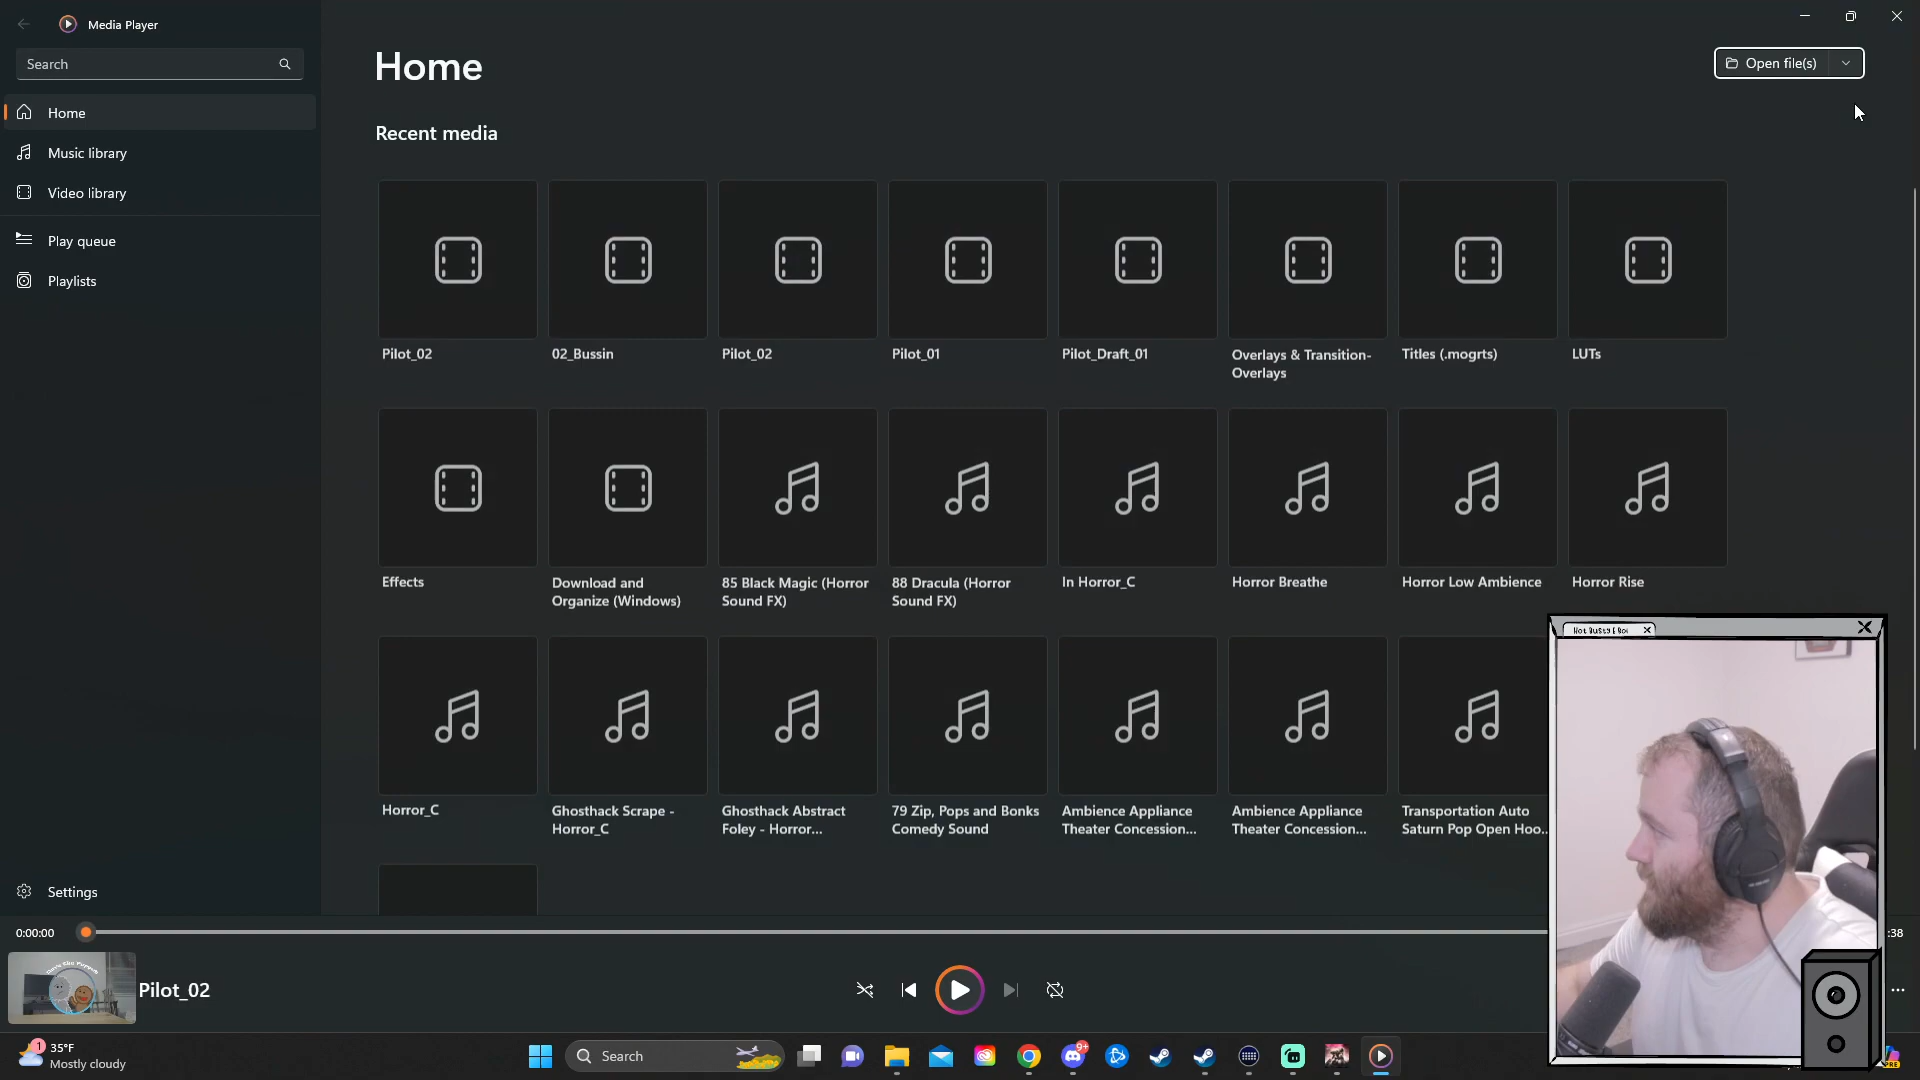 Media Player
Search
Home
Music library
Video library
Play queue
Playlists
Settings
Home
Open file(s)
Recent media
Pilot_02
02_Bussin
Pilot_02
Pilot_01
Pilot_Draft_01
Overlays & Transition-
Overlays
Titles (.mogrts)
LUTs
Effects
Download and
Organize (Windows)
85 Black Magic (Horror
Sound FX)
88 Dracula (Horror
Sound FX)
In Horror_C
Horror Breathe
Horror Low Ambience
Horror Rise
Horror_C
Ghosthack Scrape -
Horror_C
Ghosthack Abstract
Foley - Horror...
79 Zip, Pops and Bonks
Comedy Sound
Ambience Appliance
Theater Concession...
Ambience Appliance
Theater Concession...
Transportation Auto
Saturn Pop Open Hoo...
0:00:00
:38
Pilot_02
1
35°F
Mostly cloudy
Search
9+